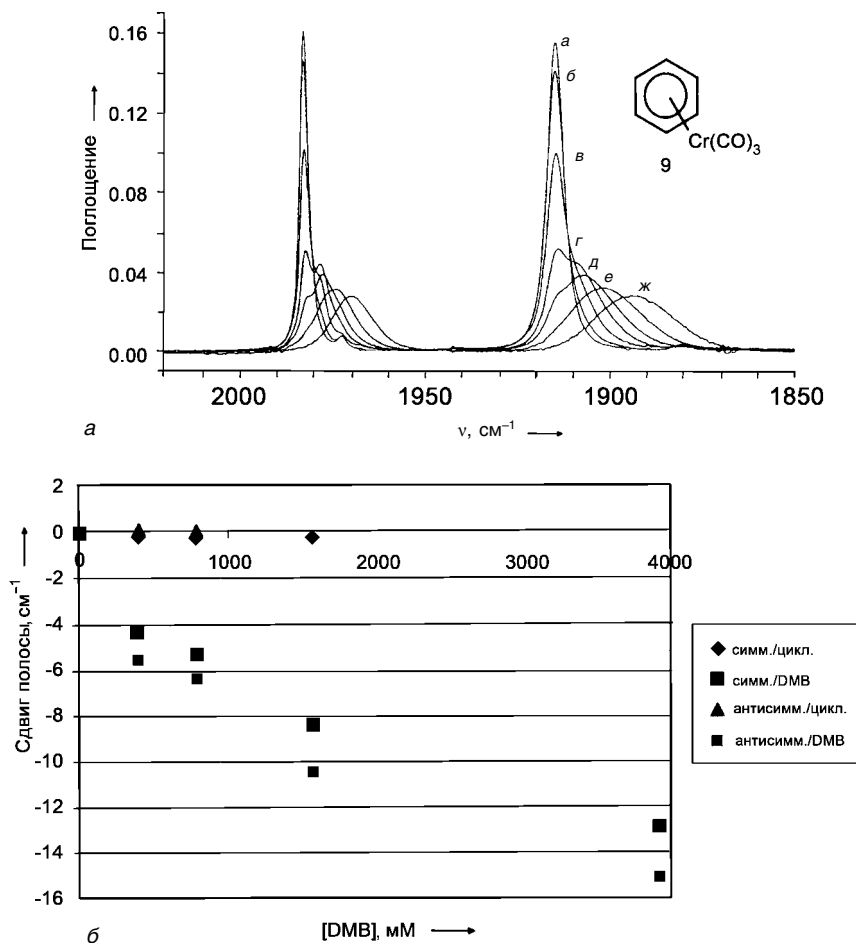 0.16
0.12
0.08
0.04
0.00
Поглощение
а
б
в
г
д
е
ж
Cr(CO)₃
9
2000
1950
1900
1850
ν, см⁻¹
а
2
0
-2
-4
-6
-8
-10
-12
-14
-16
Сдвиг полосы, см⁻¹
0
1000
2000
3000
4000
симм./цикл.
симм./DMB
антисимм./цикл.
антисимм./DMB
б
[DMB], мМ